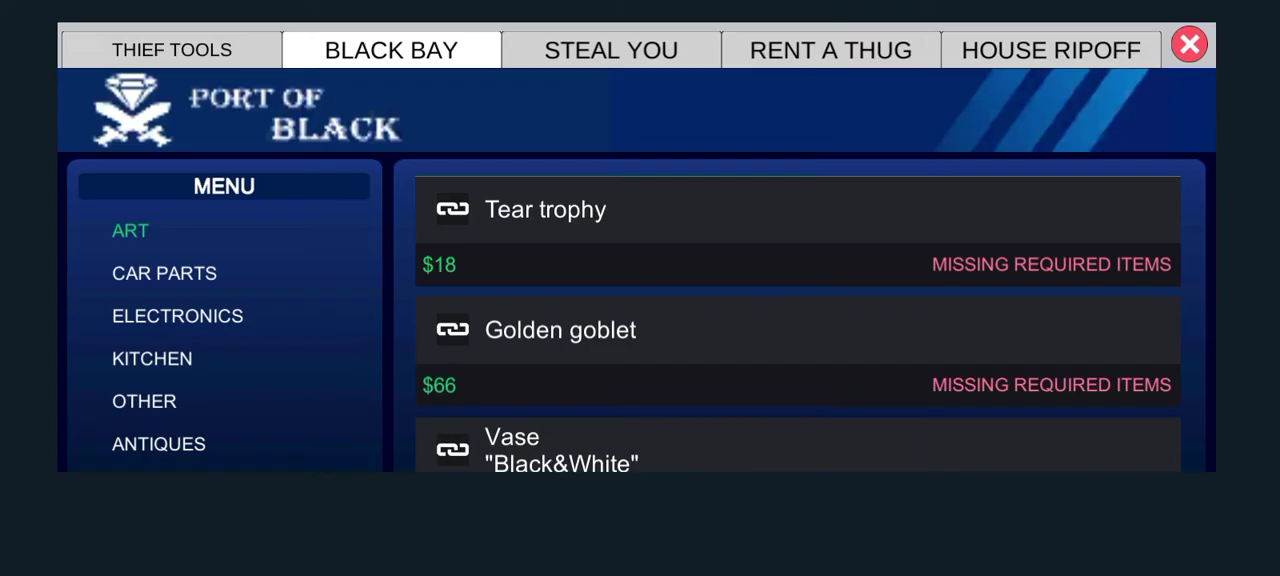 THIEF TOOLS
BLACK BAY
STEAL YOU
RENT A THUG
HOUSE RIPOFF
PORT OF
BLACK
MENU
ART
CAR PARTS
ELECTRONICS
KITCHEN
OTHER
ANTIQUES
Tear trophy
$18 MISSING REQUIRED ITEMS
Golden goblet
$66 MISSING REQUIRED ITEMS
Vase
"Black&White"